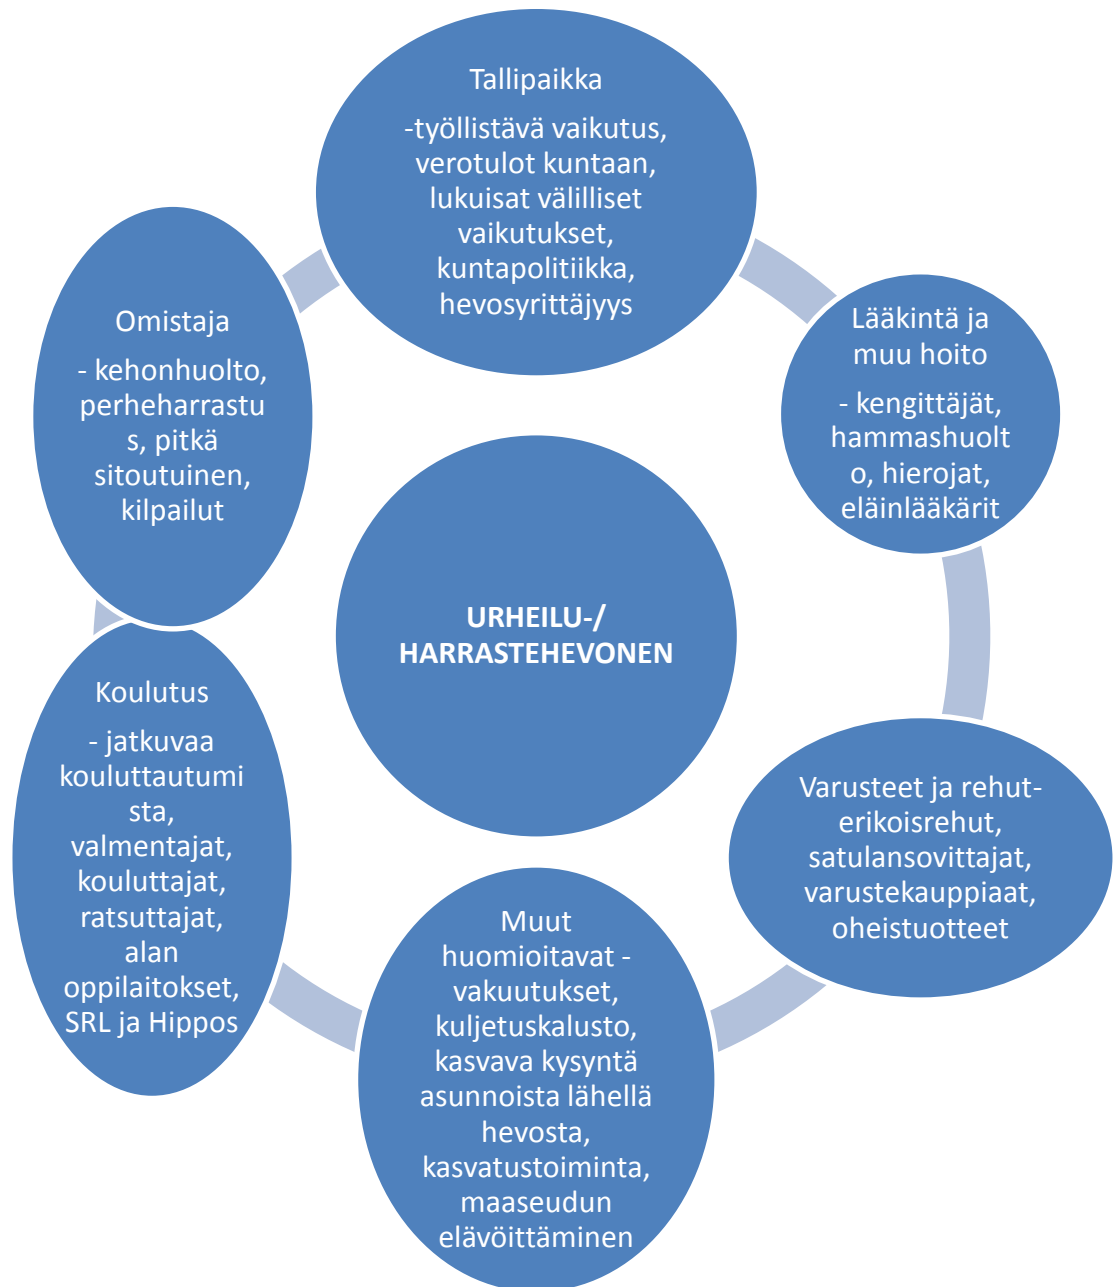 Tallipaikka
-työllistävä vaikutus,
verotulot kuntaan,
lukuisat välilliset
vaikutukset,
kuntapolitiikka,
hevosyrittäjyys
Lääkintä ja
muu hoito
- kengittäjät,
hammashuolt
o, hierojat,
eläinlääkärit
Varusteet ja rehut-
erikoisrehut,
satulansovittajat,
varustekauppiaat,
oheistuotteet
Muut
huomioitavat -
vakuutukset,
kuljetuskalusto,
kasvava kysyntä
asunnoista lähellä
hevosta,
kasvatustoiminta,
maaseudun
elävöittäminen
Koulutus
- jatkuvaa
kouluttautumi
sta,
valmentajat,
kouluttajat,
ratsuttajat,
alan
oppilaitokset,
SRL ja Hippos
Omistaja
- kehonhuolto,
perheharrastu
s, pitkä
sitoutuinen,
kilpailut
URHEILU-/
HARRASTEHEVONEN